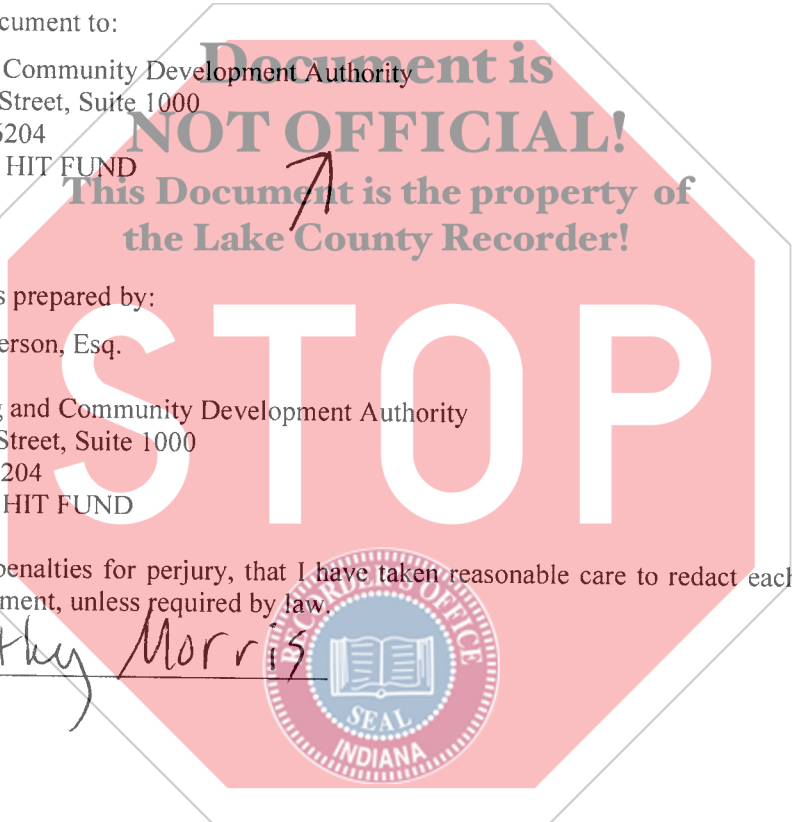 cument to:
Document is
Community Development Authority
Street, Suite 1000
NOT OFFICIAL!
6204
HIT FUND
This Document is the property of
the Lake County Recorder!
s prepared by:
erson, Esq.
STOP
g and Community Development Authority
Street, Suite 1000
204
HIT FUND
penalties for perjury, that I have taken reasonable care to redact each
ment, unless required by law.
thy Morris
RECORDER'S OFFICE
SEAL
INDIANA